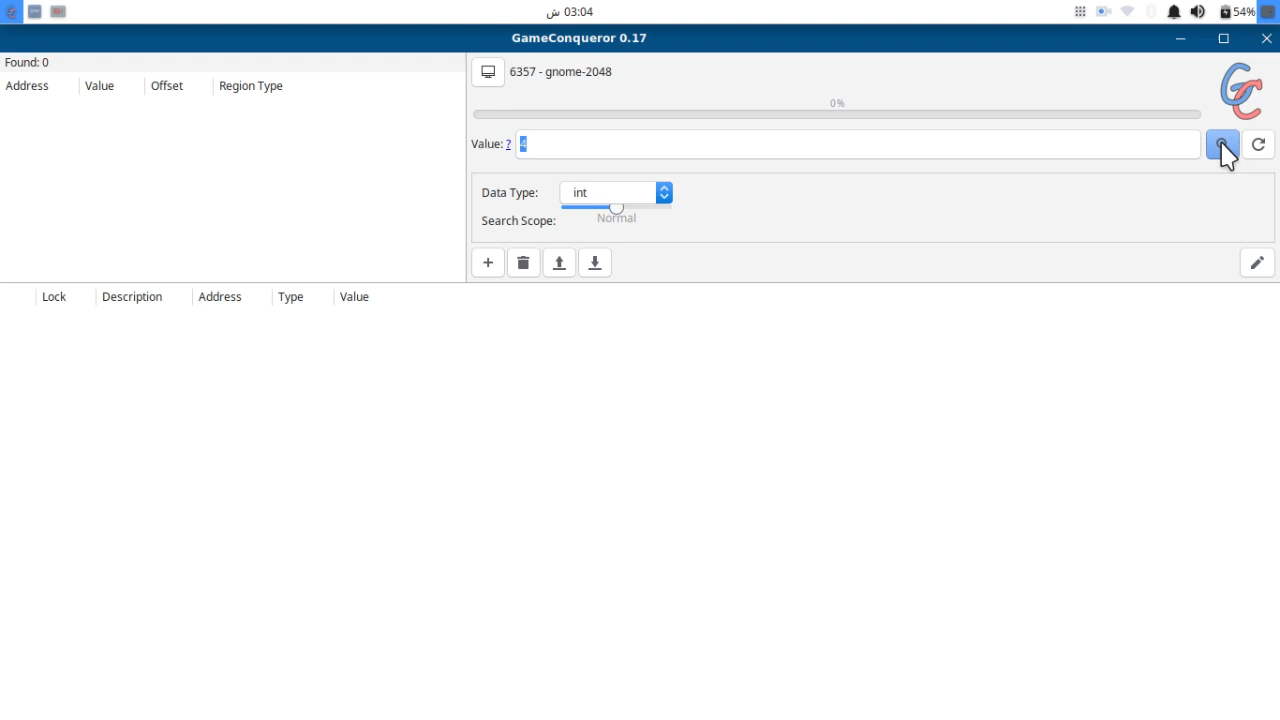 03:04 ش
54%
GameConqueror 0.17
Found: 0
Address Value Offset Region Type
6357 - gnome-2048
0%
Value: ? 4
Data Type: int
Search Scope: Normal
Lock Description Address Type Value